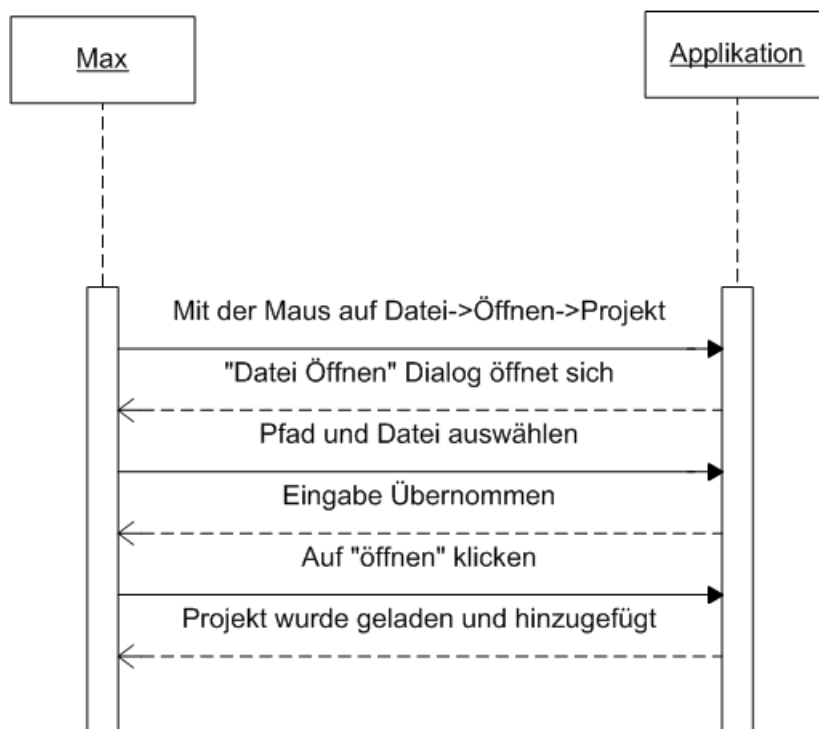 Max
Applikation
Mit der Maus auf Datei->Öffnen->Projekt
"Datei Öffnen" Dialog öffnet sich
Pfad und Datei auswählen
Eingabe Übernommen
Auf "öffnen" klicken
Projekt wurde geladen und hinzugefügt